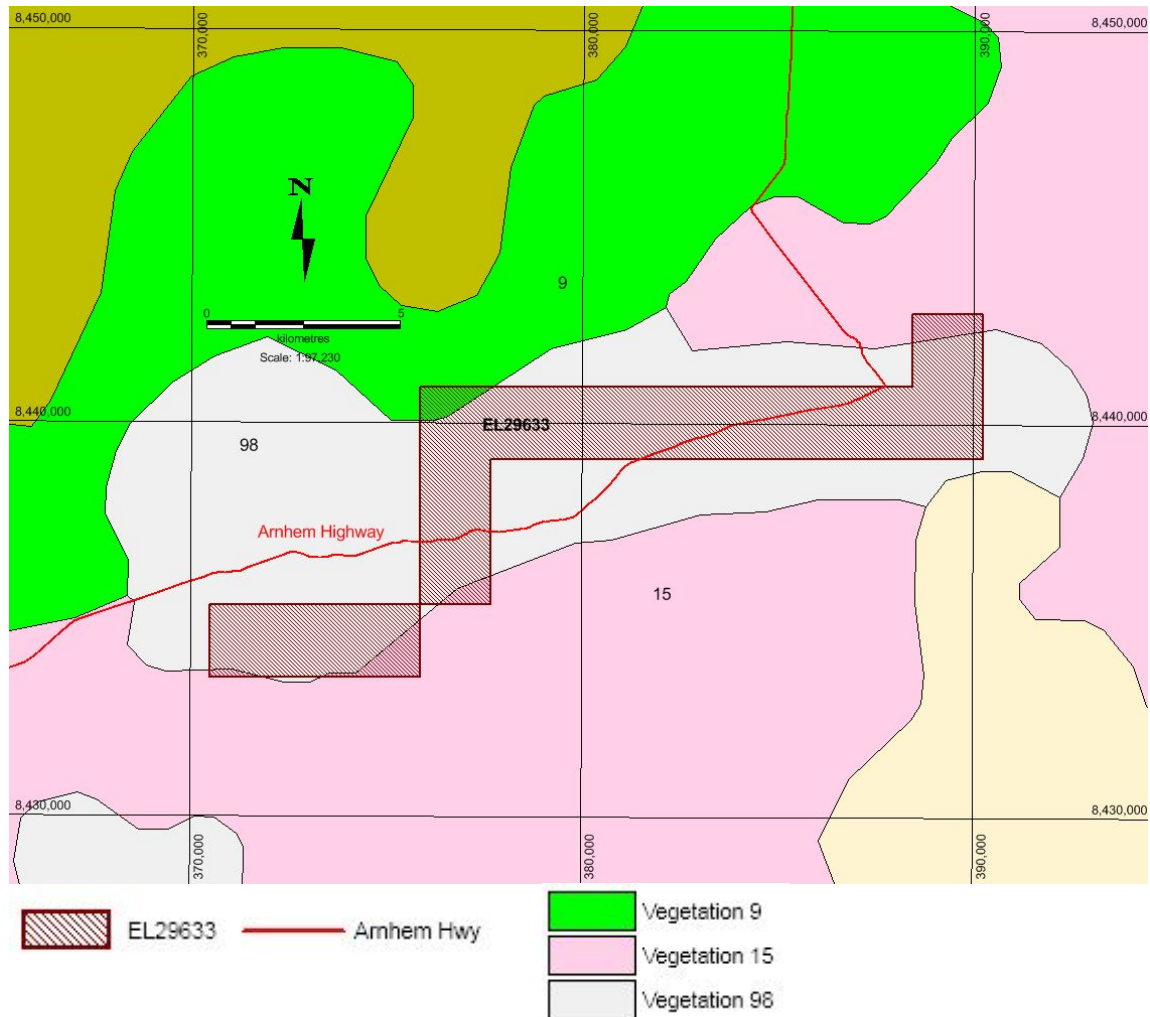 8,450,000
370,000
380,000
390,000
8,450,000
N
9
0 5
kilometres
Scale: 1:97,230
8,440,000
8,440,000
EL29633
98
Arnhem Highway
15
8,430,000
8,430,000
370,000
380,000
390,000
EL29633
Arnhem Hwy
Vegetation 9
Vegetation 15
Vegetation 98